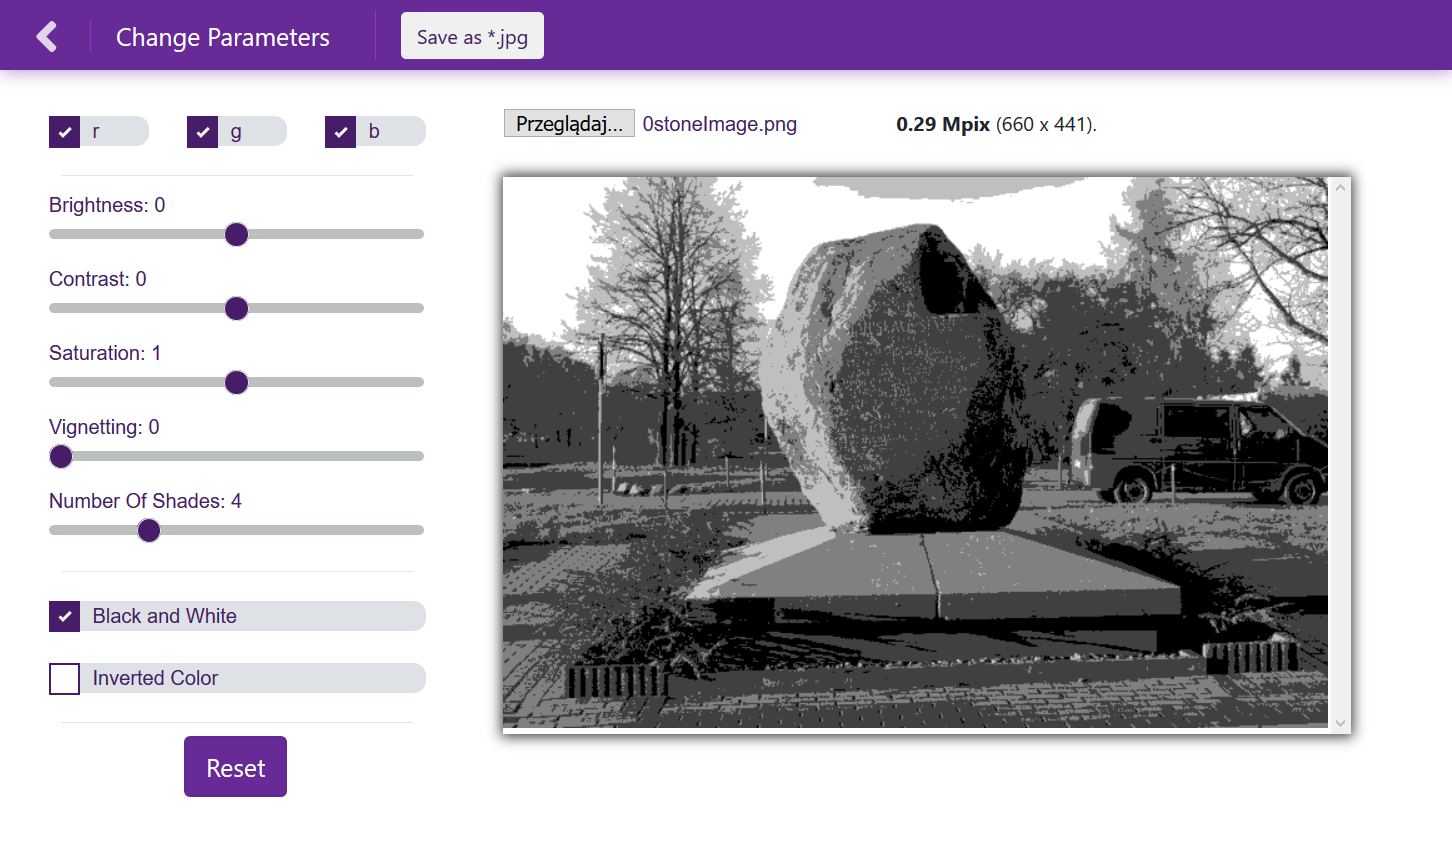 Change Parameters
Save as *.jpg
r
g
b
Przeglądaj...
0stoneImage.png
0.29 Mpix (660 x 441).
Brightness: 0
Contrast: 0
Saturation: 1
Vignetting: 0
Number Of Shades: 4
Black and White
Inverted Color
Reset